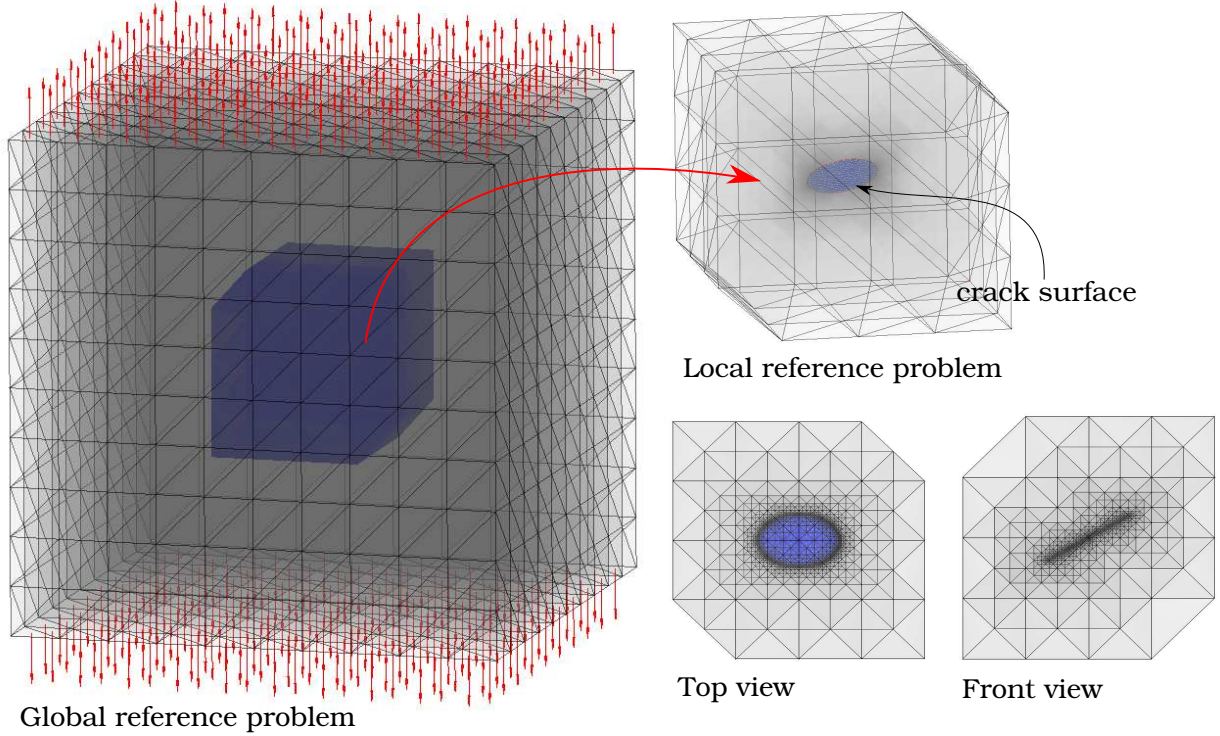 crack surface
Local reference problem
Top view
Front view
Global reference problem